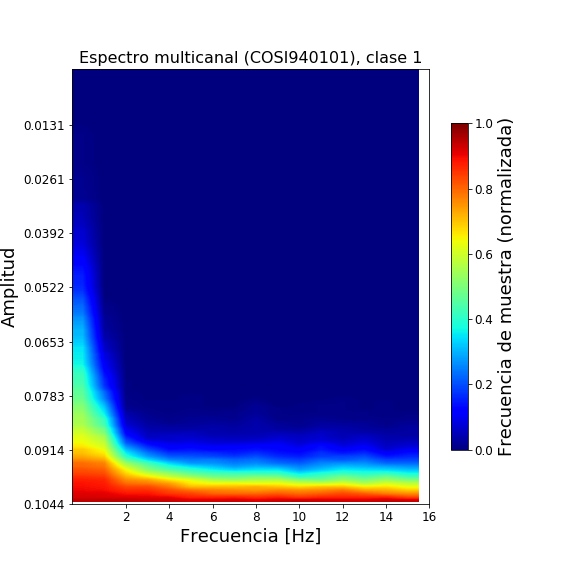 Espectro multicanal (COSI940101), clase 1
Amplitud
0.0131
0.0261
0.0392
0.0522
0.0653
0.0783
0.0914
0.1044
2 4 6 8 10 12 14 16
Frecuencia [Hz]
1.0
0.8
0.6
0.4
0.2
0.0
Frecuencia de muestra (normalizada)